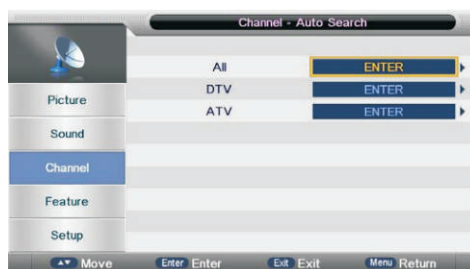 Channel - Auto Search
All ENTER
DTV ENTER
ATV ENTER
Picture
Sound
Channel
Feature
Setup
Move Enter Enter Exit Exit Menu Return